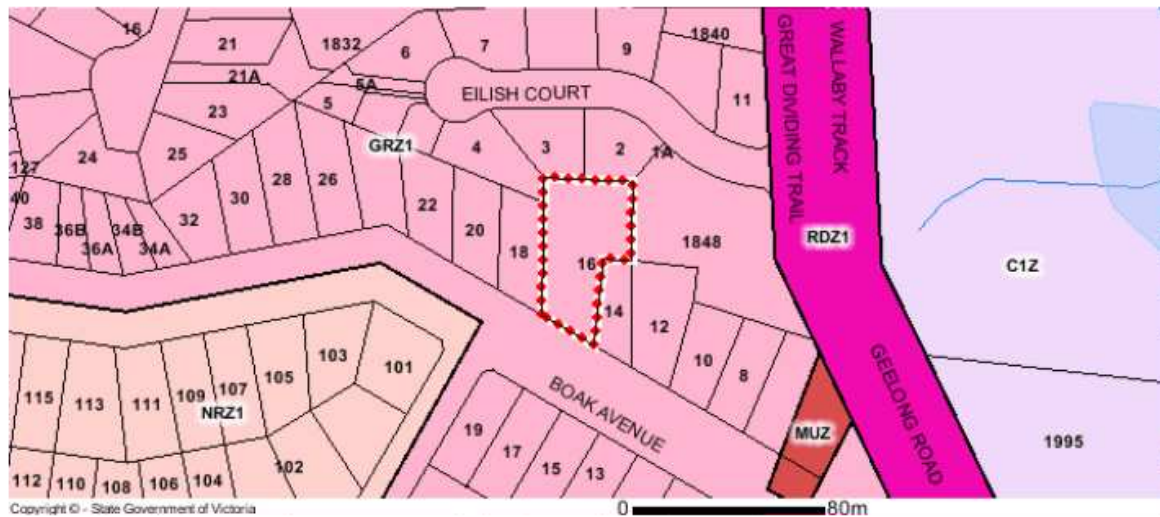 16
21
1832
6
7
9
1840
WALLABY TRACK
GREAT DIVIDING TRAIL
21A
5A
EILISH COURT
11
5
23
GRZ1
4
3
2
1A
24
25
127
28
26
30
40
38
36B
34B
32
36A
34A
22
20
18
16
1848
RDZ1
C1Z
14
12
10
8
103
101
105
107
109
111
113
115
NRZ1
BOAK AVENUE
GEELONG ROAD
MUZ
19
17
15
13
1995
102
104
106
108
110
112
Copyright © - State Government of Victoria
0 80m